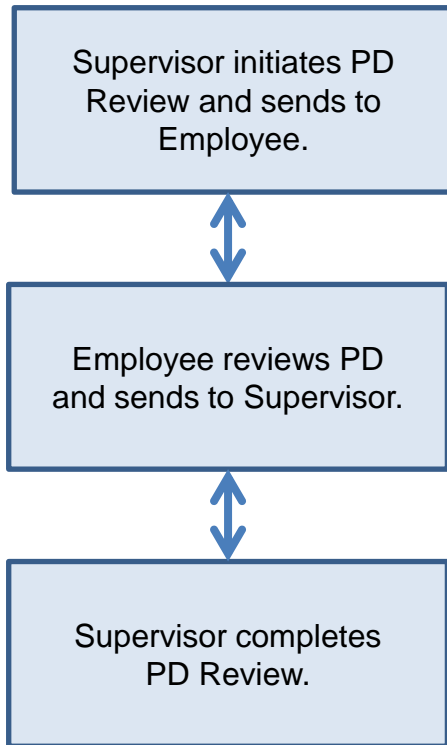 Supervisor initiates PD
Review and sends to
Employee.
Employee reviews PD
and sends to Supervisor.
Supervisor completes
PD Review.